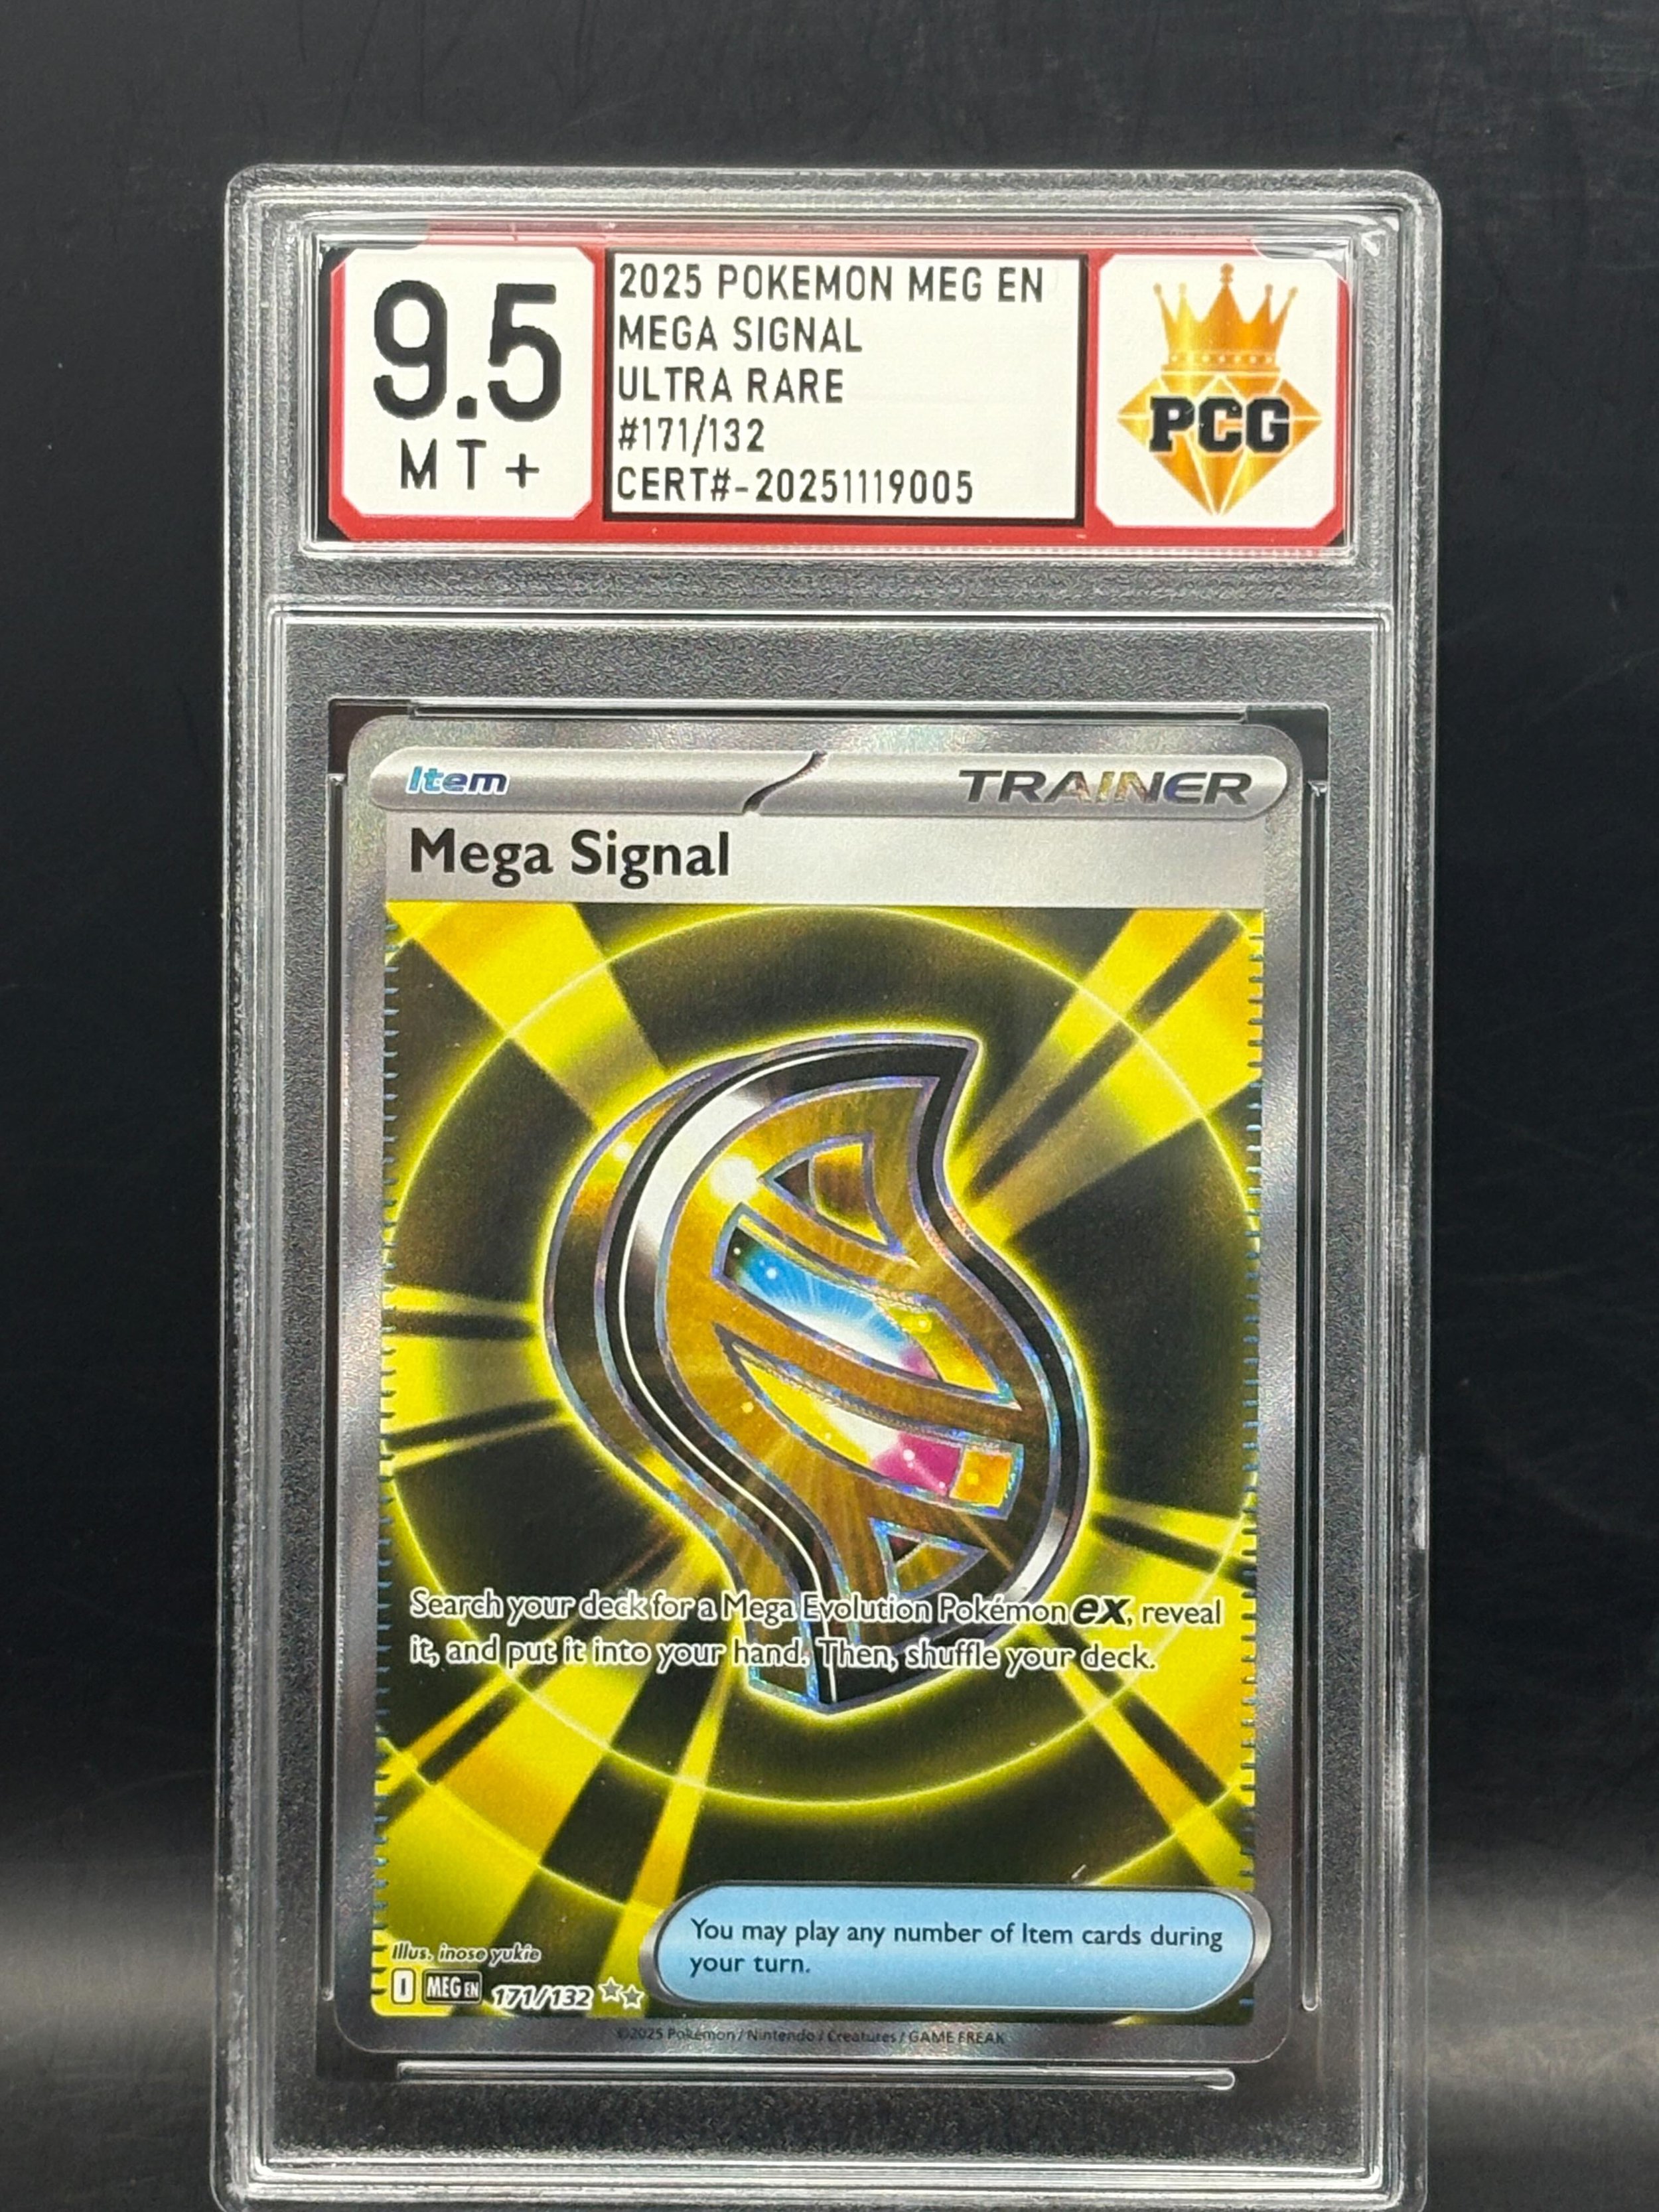 9.5
MT+
2025 POKEMON MEG EN
MEGA SIGNAL
ULTRA RARE
#171/132
CERT#-20251119005
PCG
Item
TRAINER
Mega Signal
Search your deck for a Mega Evolution Pokémon ex, reveal
it, and put it into your hand. Then, shuffle your deck.
You may play any number of Item cards during
your turn.
Illus. inose yukie
I MEG EN 171/132
©2025 Pokémon / Nintendo / Creatures / GAME FREAK